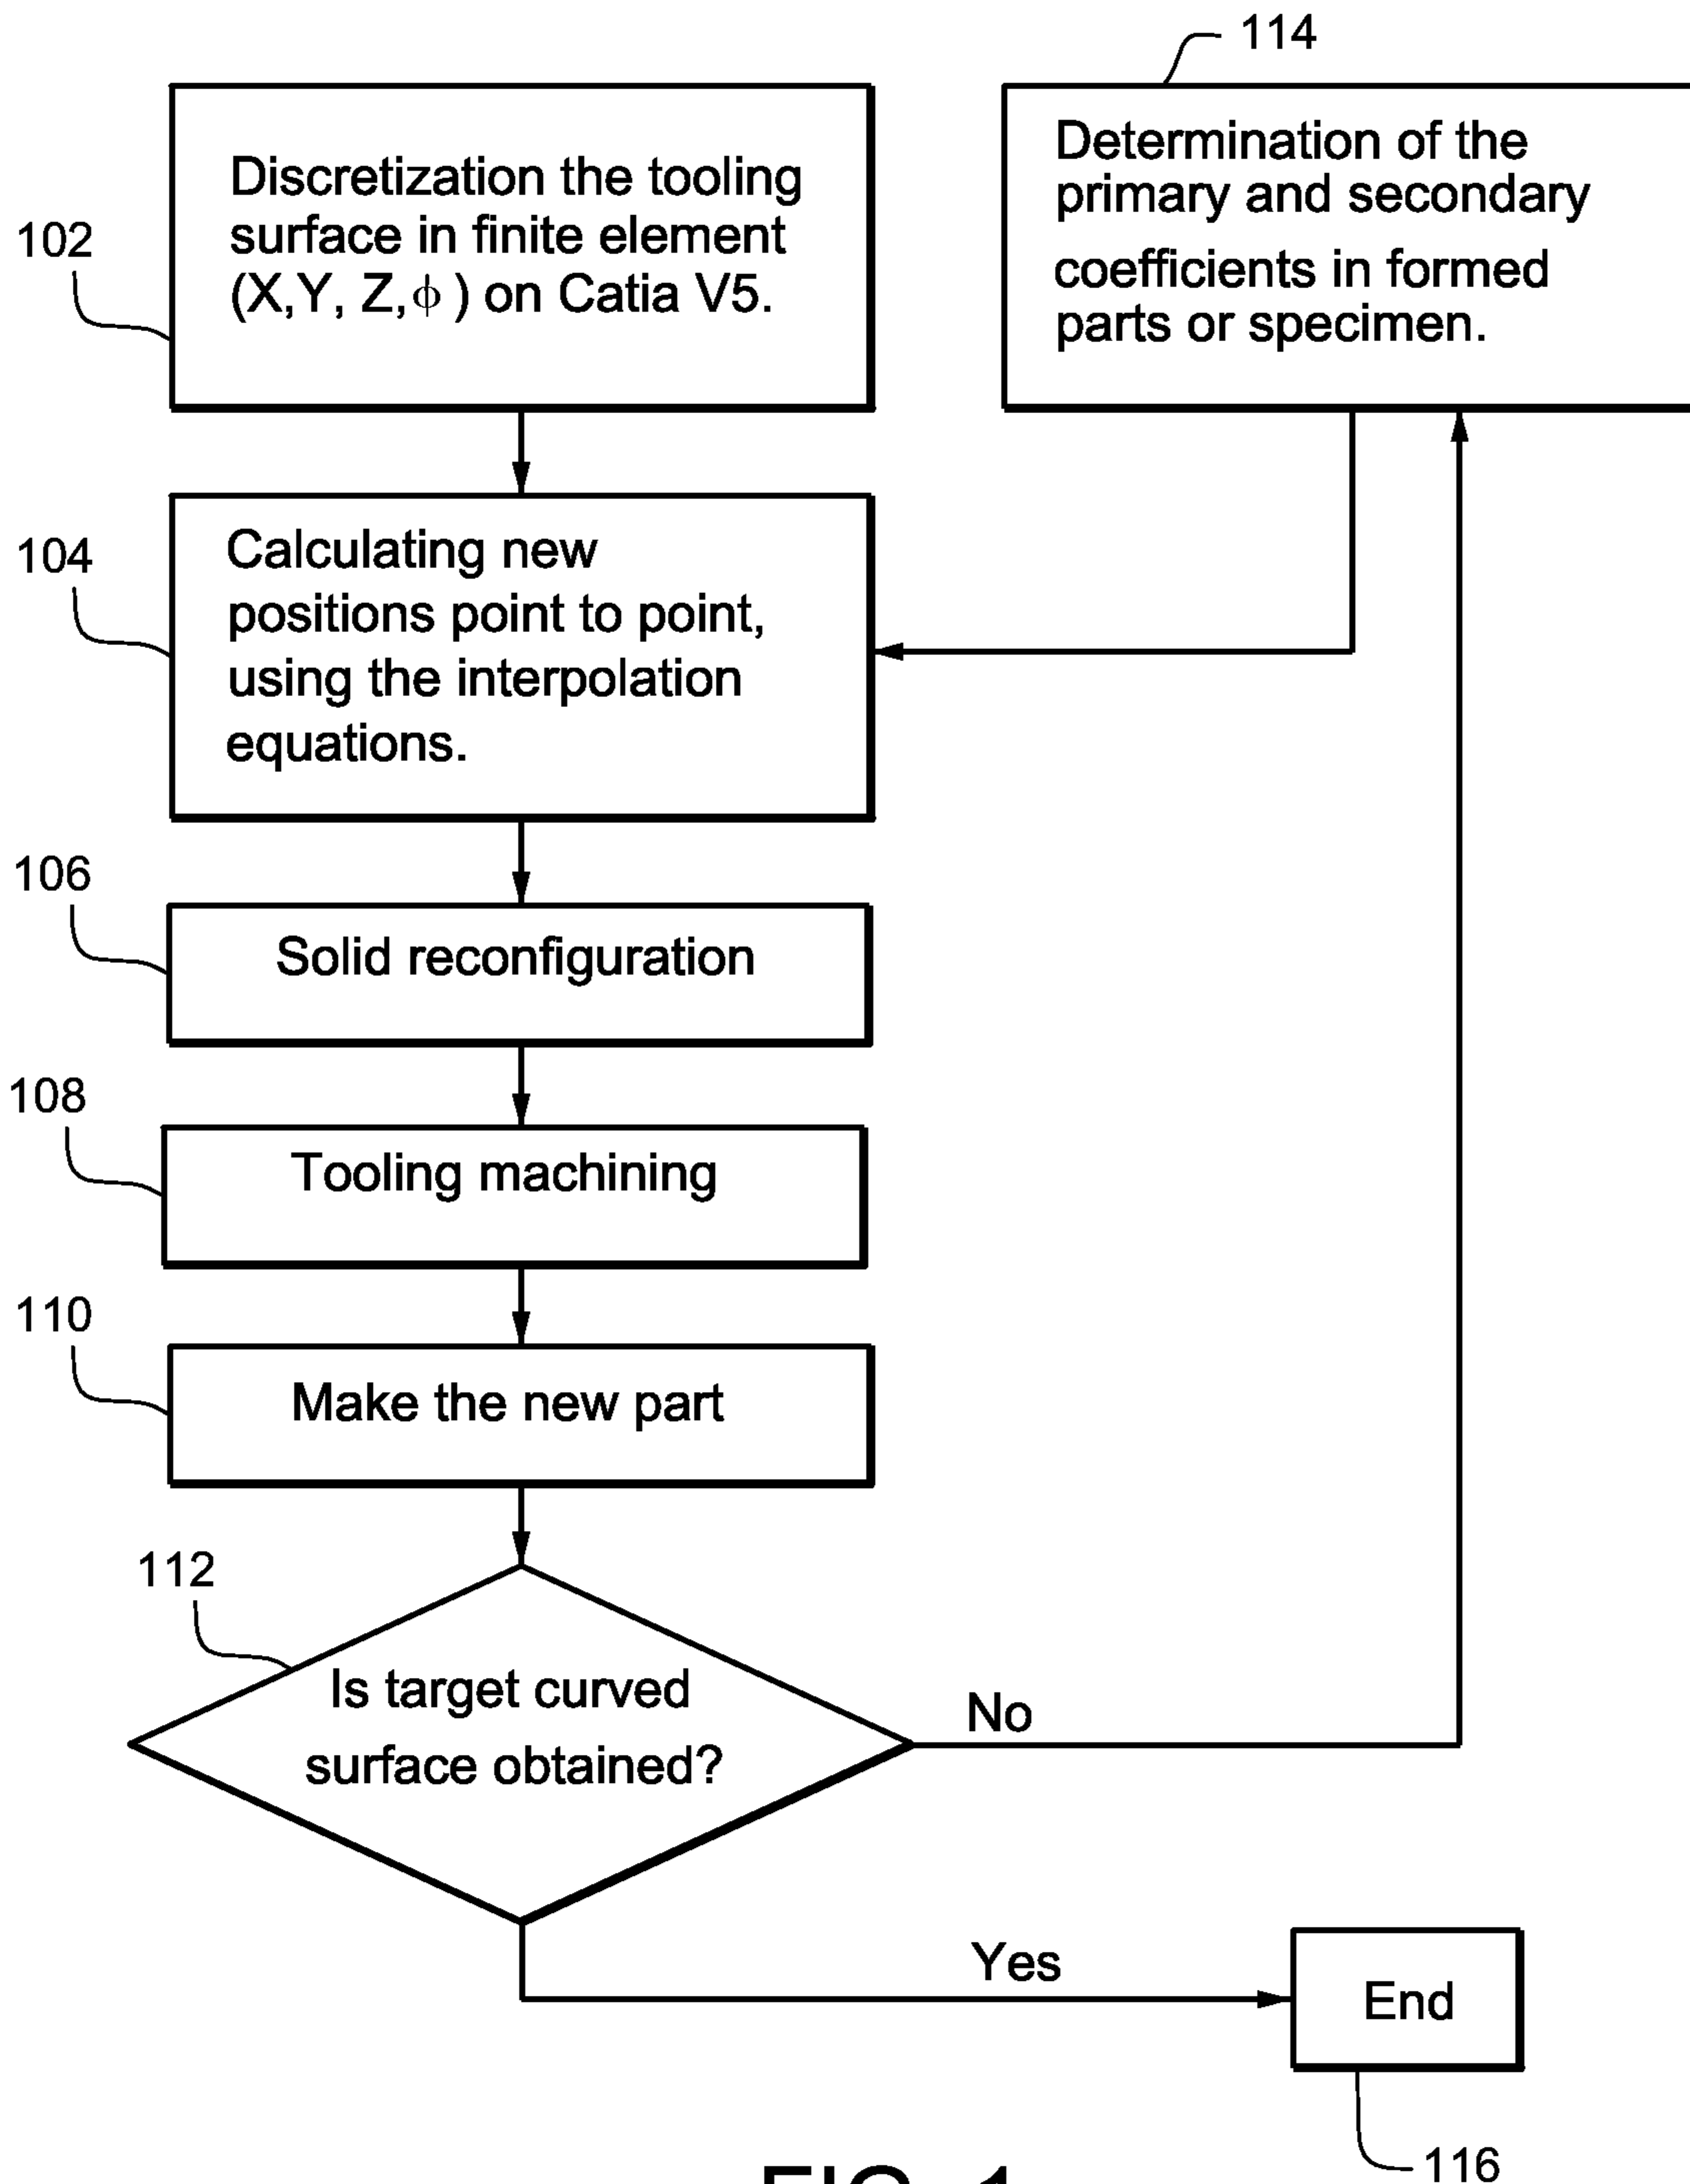 114
102
Discretization the tooling
surface in finite element
(X,Y, Z,ϕ ) on Catia V5.
Determination of the
primary and secondary
coefficients in formed
parts or specimen.
104
Calculating new
positions point to point,
using the interpolation
equations.
106
Solid reconfiguration
108
Tooling machining
110
Make the new part
112
Is target curved
surface obtained?
No
Yes
End
116
FIG. 1